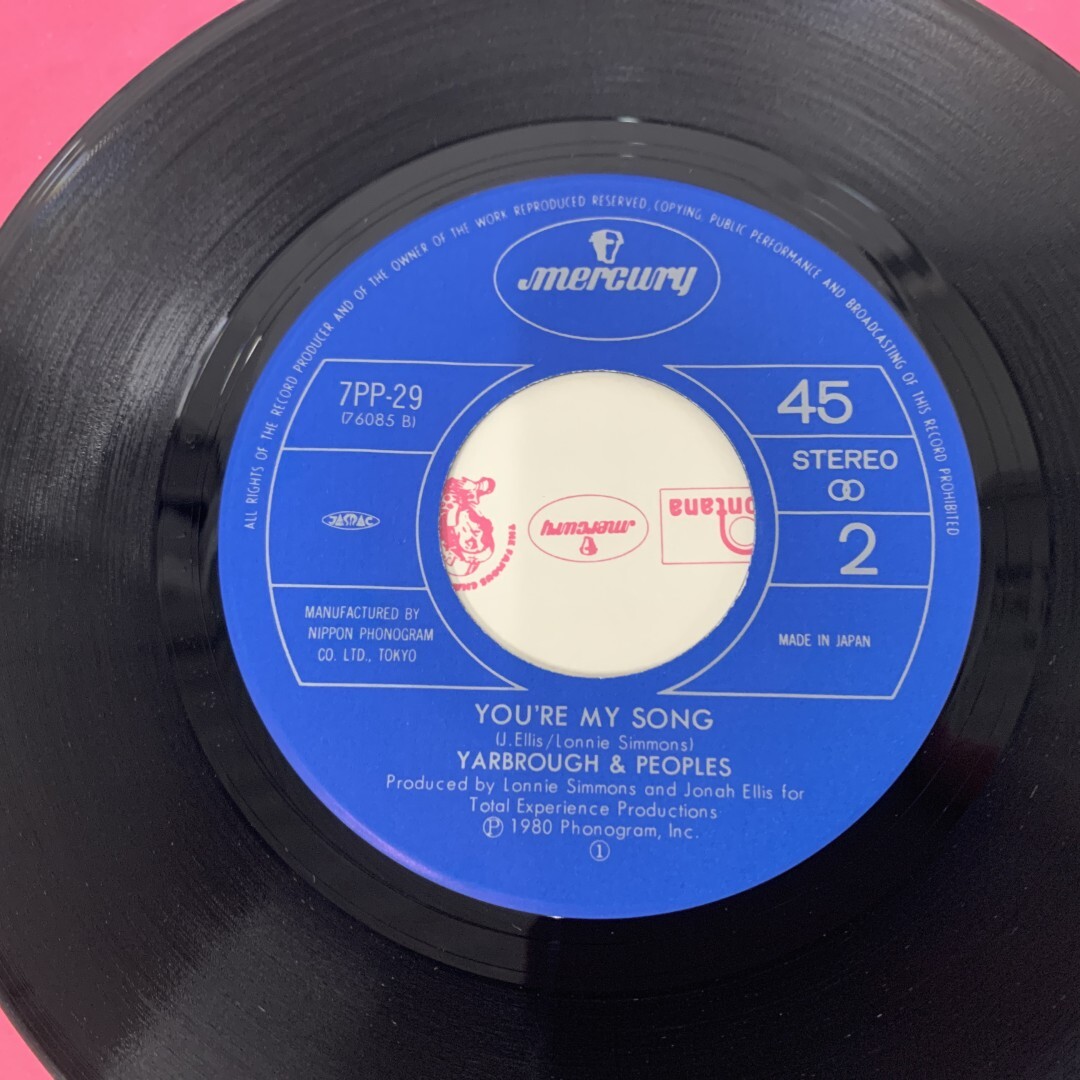 ALL RIGHTS OF THE RECORD PRODUCER AND OF THE OWNER OF THE WORK REPRODUCED RESERVED, COPYING, PUBLIC PERFORMANCE AND BROADCASTING OF THIS RECORD PROHIBITED
mercury
7PP-29
(76085 B)
45
STEREO
2
JASRAC
MANUFACTURED BY
NIPPON PHONOGRAM
CO. LTD., TOKYO
MADE IN JAPAN
THE FAMOUS CHA
mercury
ontana
YOU'RE MY SONG
(J. Ellis/Lonnie Simmons)
YARBROUGH & PEOPLES
Produced by Lonnie Simmons and Jonah Ellis for
Total Experience Productions
Ⓟ 1980 Phonogram, Inc.
①